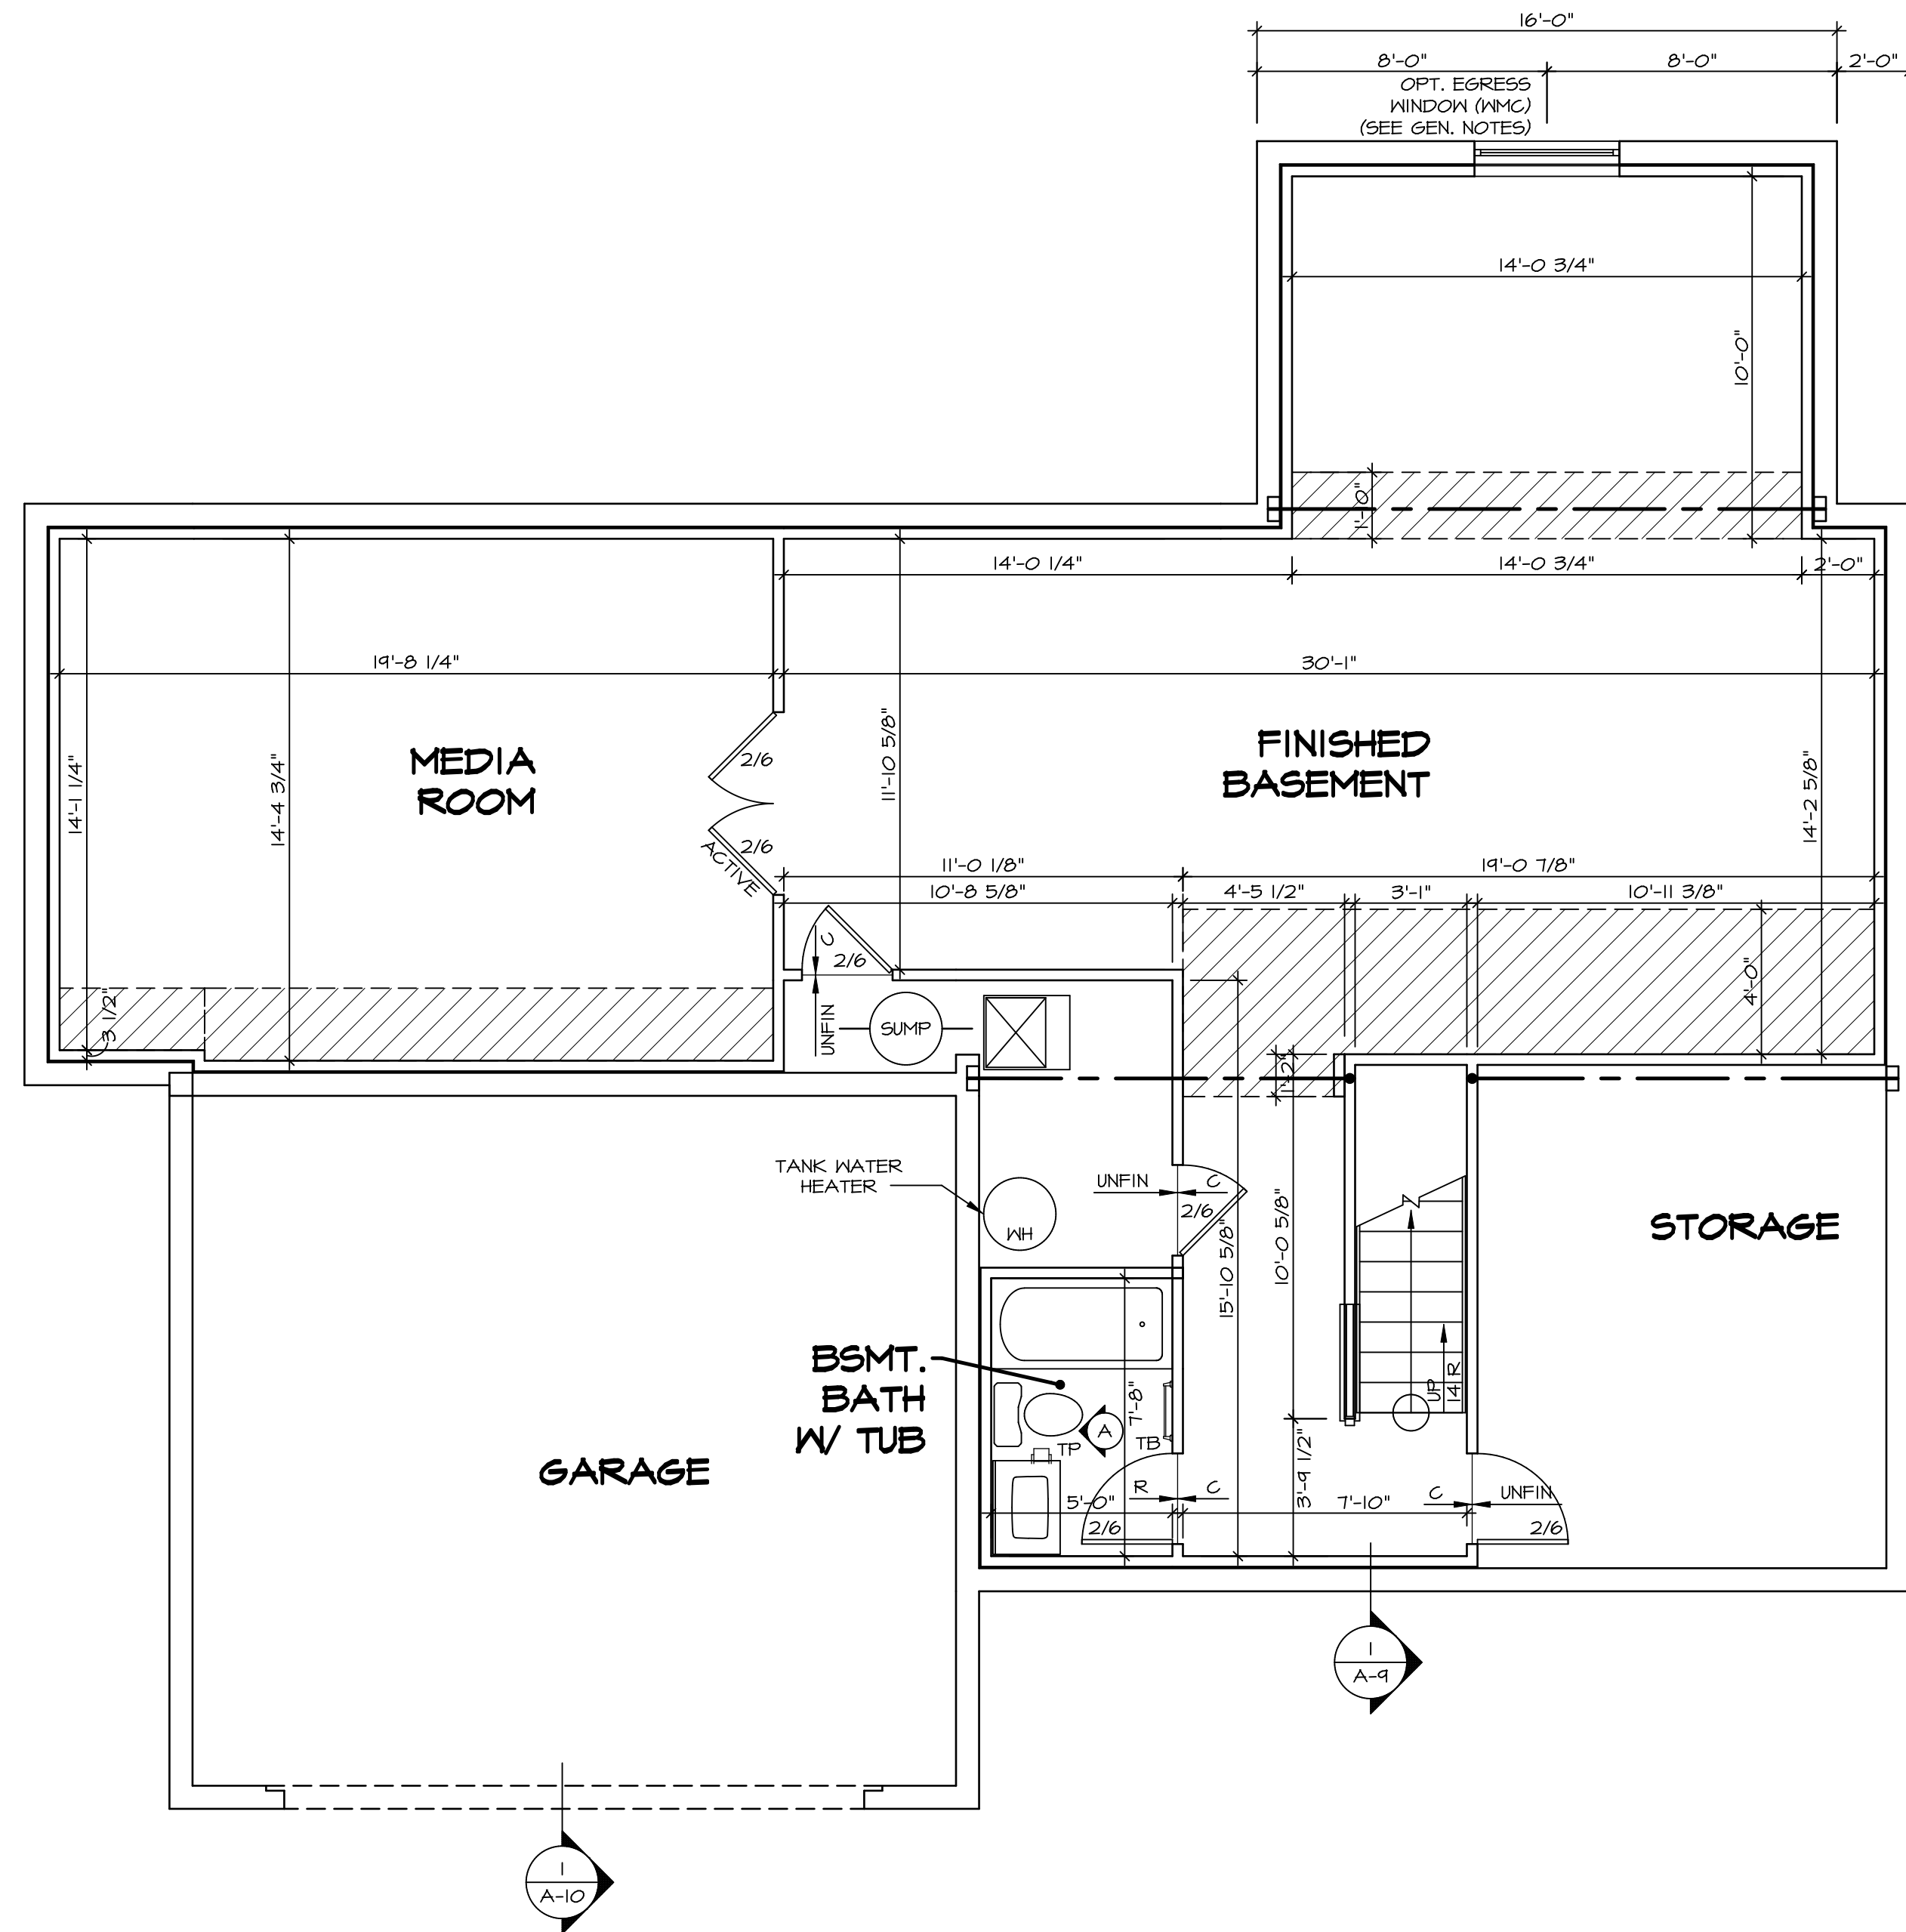 16'-0"
8'-0"
8'-0"
2'-0"
OPT. EGRESS
WINDOW (WMC)
(SEE GEN. NOTES)
14'-0 3/4"
10'-0"
1'-10"
14'-0 1/4"
14'-0 3/4"
2'-0"
19'-8 1/4"
30'-1"
MEDIA
ROOM
FINISHED
BASEMENT
14'-1 1/4"
14'-4 3/4"
11'-10 5/8"
14'-2 5/8"
2/6
2/6
ACTIVE
11'-0 1/8"
19'-0 7/8"
10'-8 5/8"
4'-5 1/2"
3'-1"
10'-11 3/8"
C
2/6
UNFIN
SUMP
3 1/2"
4'-0"
1'-2"
TANK WATER
HEATER
WH
UNFIN
C
2/6
15'-10 5/8"
10'-0 5/8"
STORAGE
BSMT.
BATH
W/ TUB
7'-8"
A
TP
TB
UP
14 R
GARAGE
R
C
5'-0"
2/6
3'-9 1/2"
7'-10"
C
UNFIN
2/6
1
A-9
1
A-10